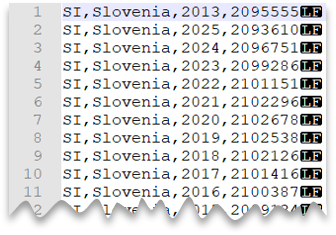 1 SI,Slovenia,2013,2095555LF
2 SI,Slovenia,2025,2093610LF
3 SI,Slovenia,2024,2096751LF
4 SI,Slovenia,2023,2099286LF
5 SI,Slovenia,2022,2101151LF
6 SI,Slovenia,2021,2102296LF
7 SI,Slovenia,2020,2102678LF
8 SI,Slovenia,2019,2102538LF
9 SI,Slovenia,2018,2102126LF
10 SI,Slovenia,2017,2101416LF
11 SI,Slovenia,2016,2100387LF